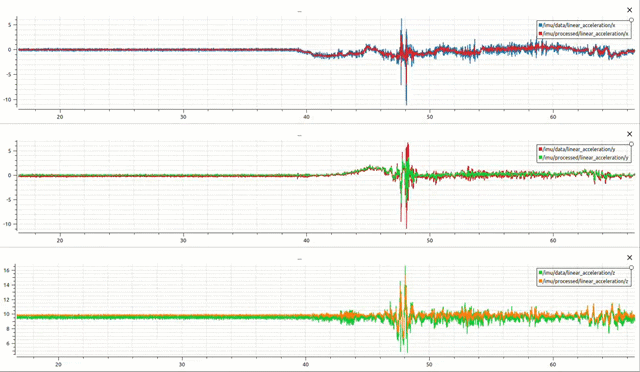 ...
/imu/data/linear_acceleration/x
/imu/processed/linear_acceleration/x
5
0
-5
-10
20 30 40 50 60
...
/imu/data/linear_acceleration/y
/imu/processed/linear_acceleration/y
5
0
-5
-10
20 30 40 50 60
...
/imu/data/linear_acceleration/z
/imu/processed/linear_acceleration/z
16
14
12
10
8
6
20 30 40 50 60